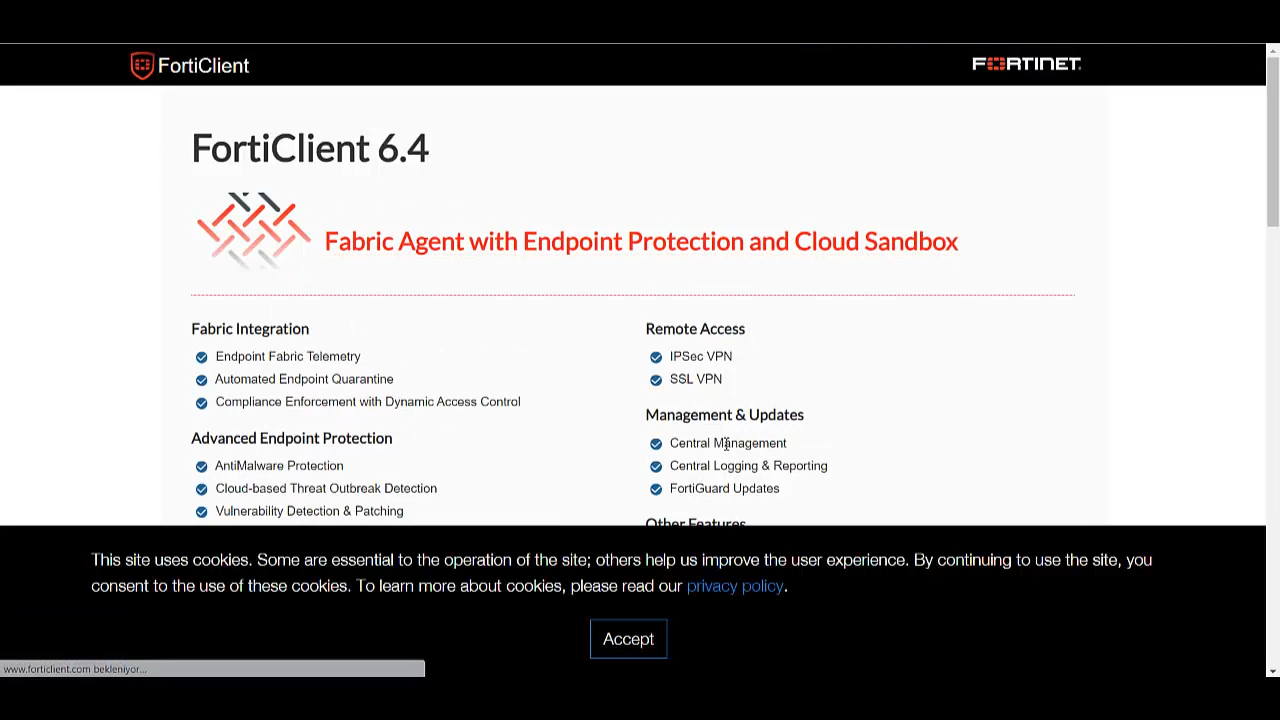 FortiClient
FORTINET
FortiClient 6.4
Fabric Agent with Endpoint Protection and Cloud Sandbox
Fabric Integration
Endpoint Fabric Telemetry
Automated Endpoint Quarantine
Compliance Enforcement with Dynamic Access Control
Advanced Endpoint Protection
AntiMalware Protection
Cloud-based Threat Outbreak Detection
Vulnerability Detection & Patching
Remote Access
IPSec VPN
SSL VPN
Management & Updates
Central Management
Central Logging & Reporting
FortiGuard Updates
Other Features
This site uses cookies. Some are essential to the operation of the site; others help us improve the user experience. By continuing to use the site, you
consent to the use of these cookies. To learn more about cookies, please read our privacy policy.
Accept
www.forticlient.com bekleniyor...